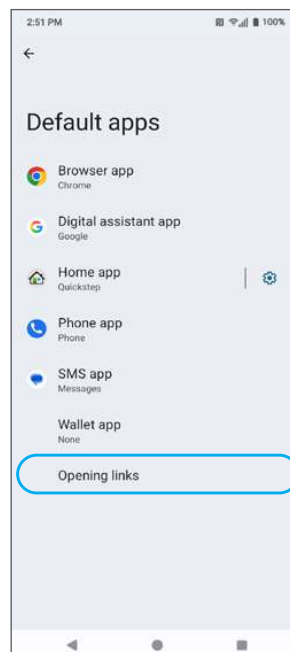 2:51 PM
100%
Default apps
Browser app
Chrome
Digital assistant app
Google
Home app
Quickstep
Phone app
Phone
SMS app
Messages
Wallet app
None
Opening links